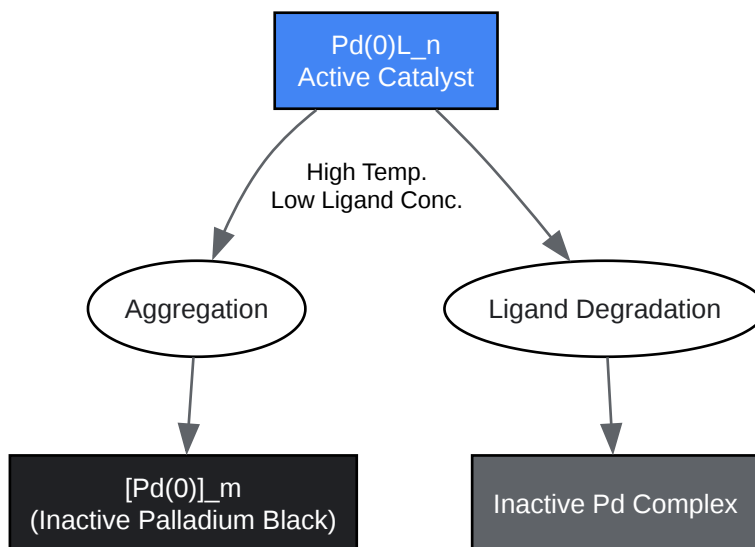 Pd(0)L_n
Active Catalyst
High Temp.
Low Ligand Conc.
Aggregation
Ligand Degradation
[Pd(0)]_m
(Inactive Palladium Black)
Inactive Pd Complex